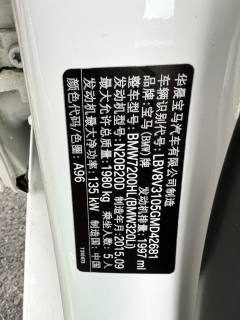 华晨宝马汽车有限公司制造
车辆识别代号:LBV8V3105GMD42681
品牌:宝马(BMW) 发动机排量:1997 ml
整车型号:BMW7200HL(BMW320Li)
发动机型号:N20B20D 制造年月:2015.09
最大允许总质量:1980 kg 乘坐人数:5 人
发动机最大净功率:135 kW 制造国:中国
颜色代码/色圈:A96